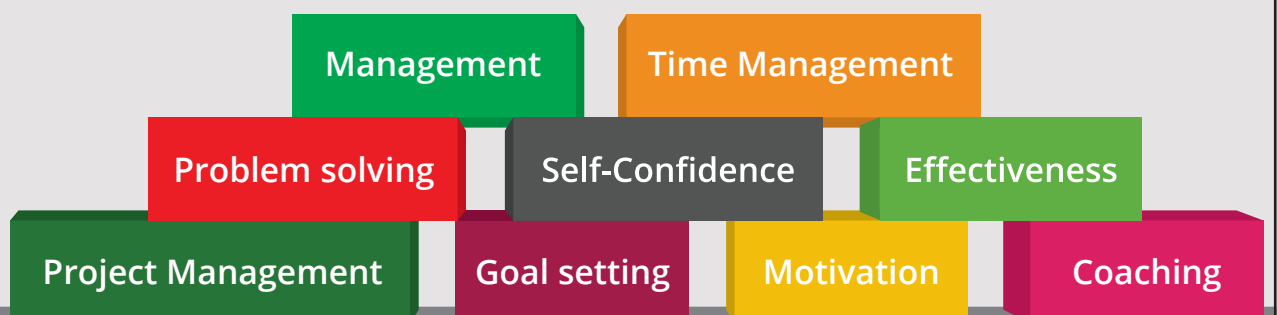 Management Time Management
Problem solving Self-Confidence Effectiveness
Project Management Goal setting Motivation Coaching